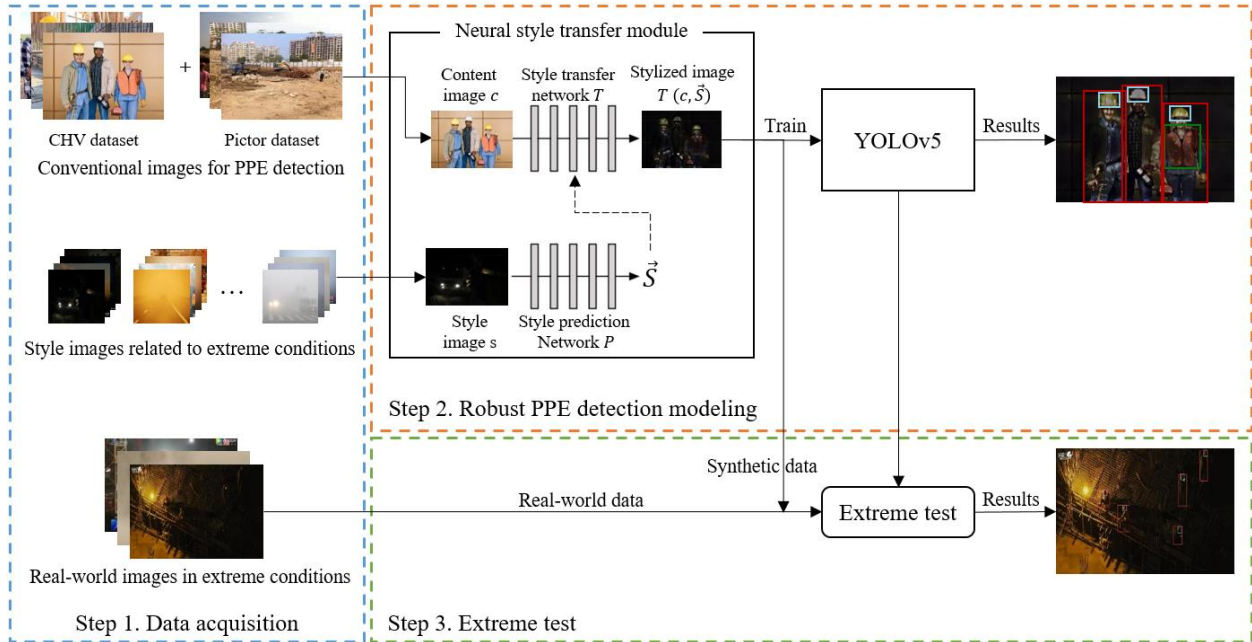 +
CHV dataset
Pictor dataset
Conventional images for PPE detection
...
Style images related to extreme conditions
Real-world images in extreme conditions
Step 1. Data acquisition
Neural style transfer module
Content
image c
Style transfer
network T
Stylized image
T (c, S⃗)
S⃗
Style
image s
Style prediction
Network P
Train
YOLOv5
Results
Step 2. Robust PPE detection modeling
Synthetic data
Real-world data
Extreme test
Results
Step 3. Extreme test